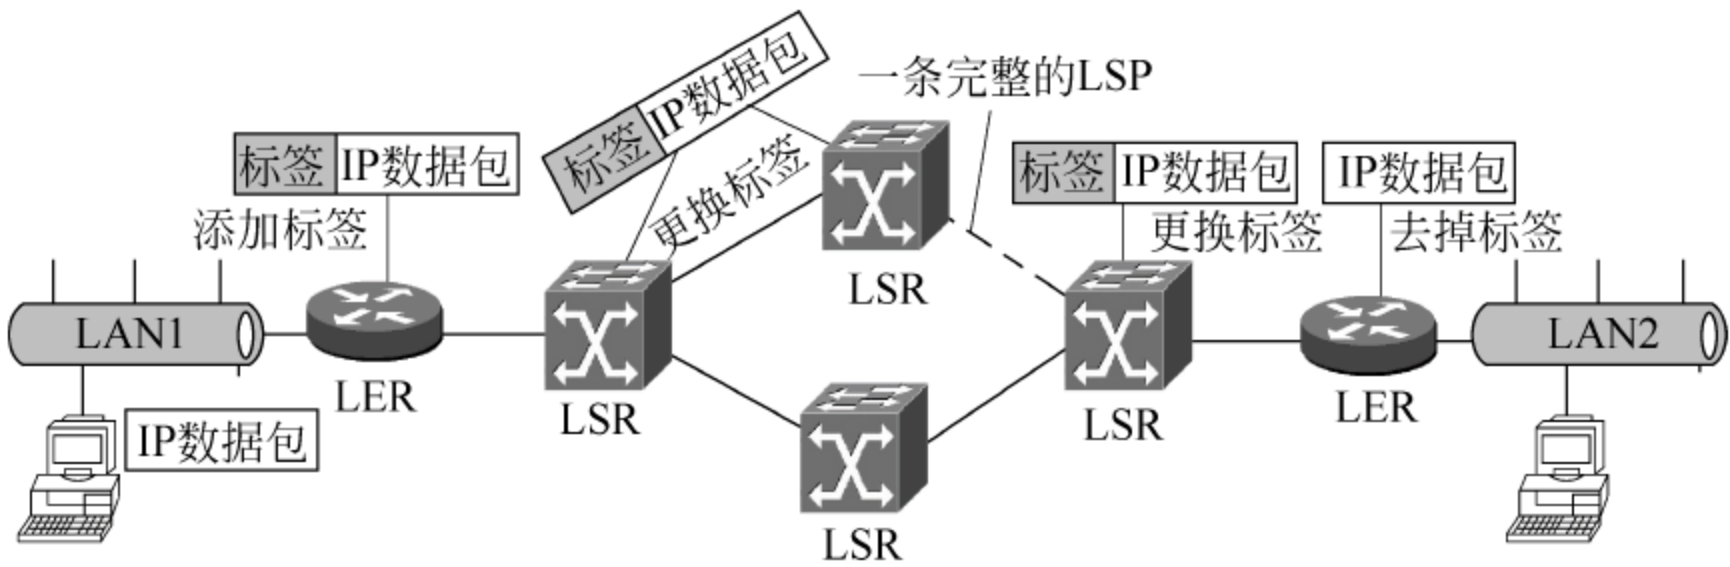 标签 IP数据包
一条完整的LSP
标签 IP数据包
添加标签
更换标签
标签 IP数据包
更换标签
IP数据包
去掉标签
LAN1
LER
LSR
LSR
LSR
LSR
LER
LAN2
IP数据包